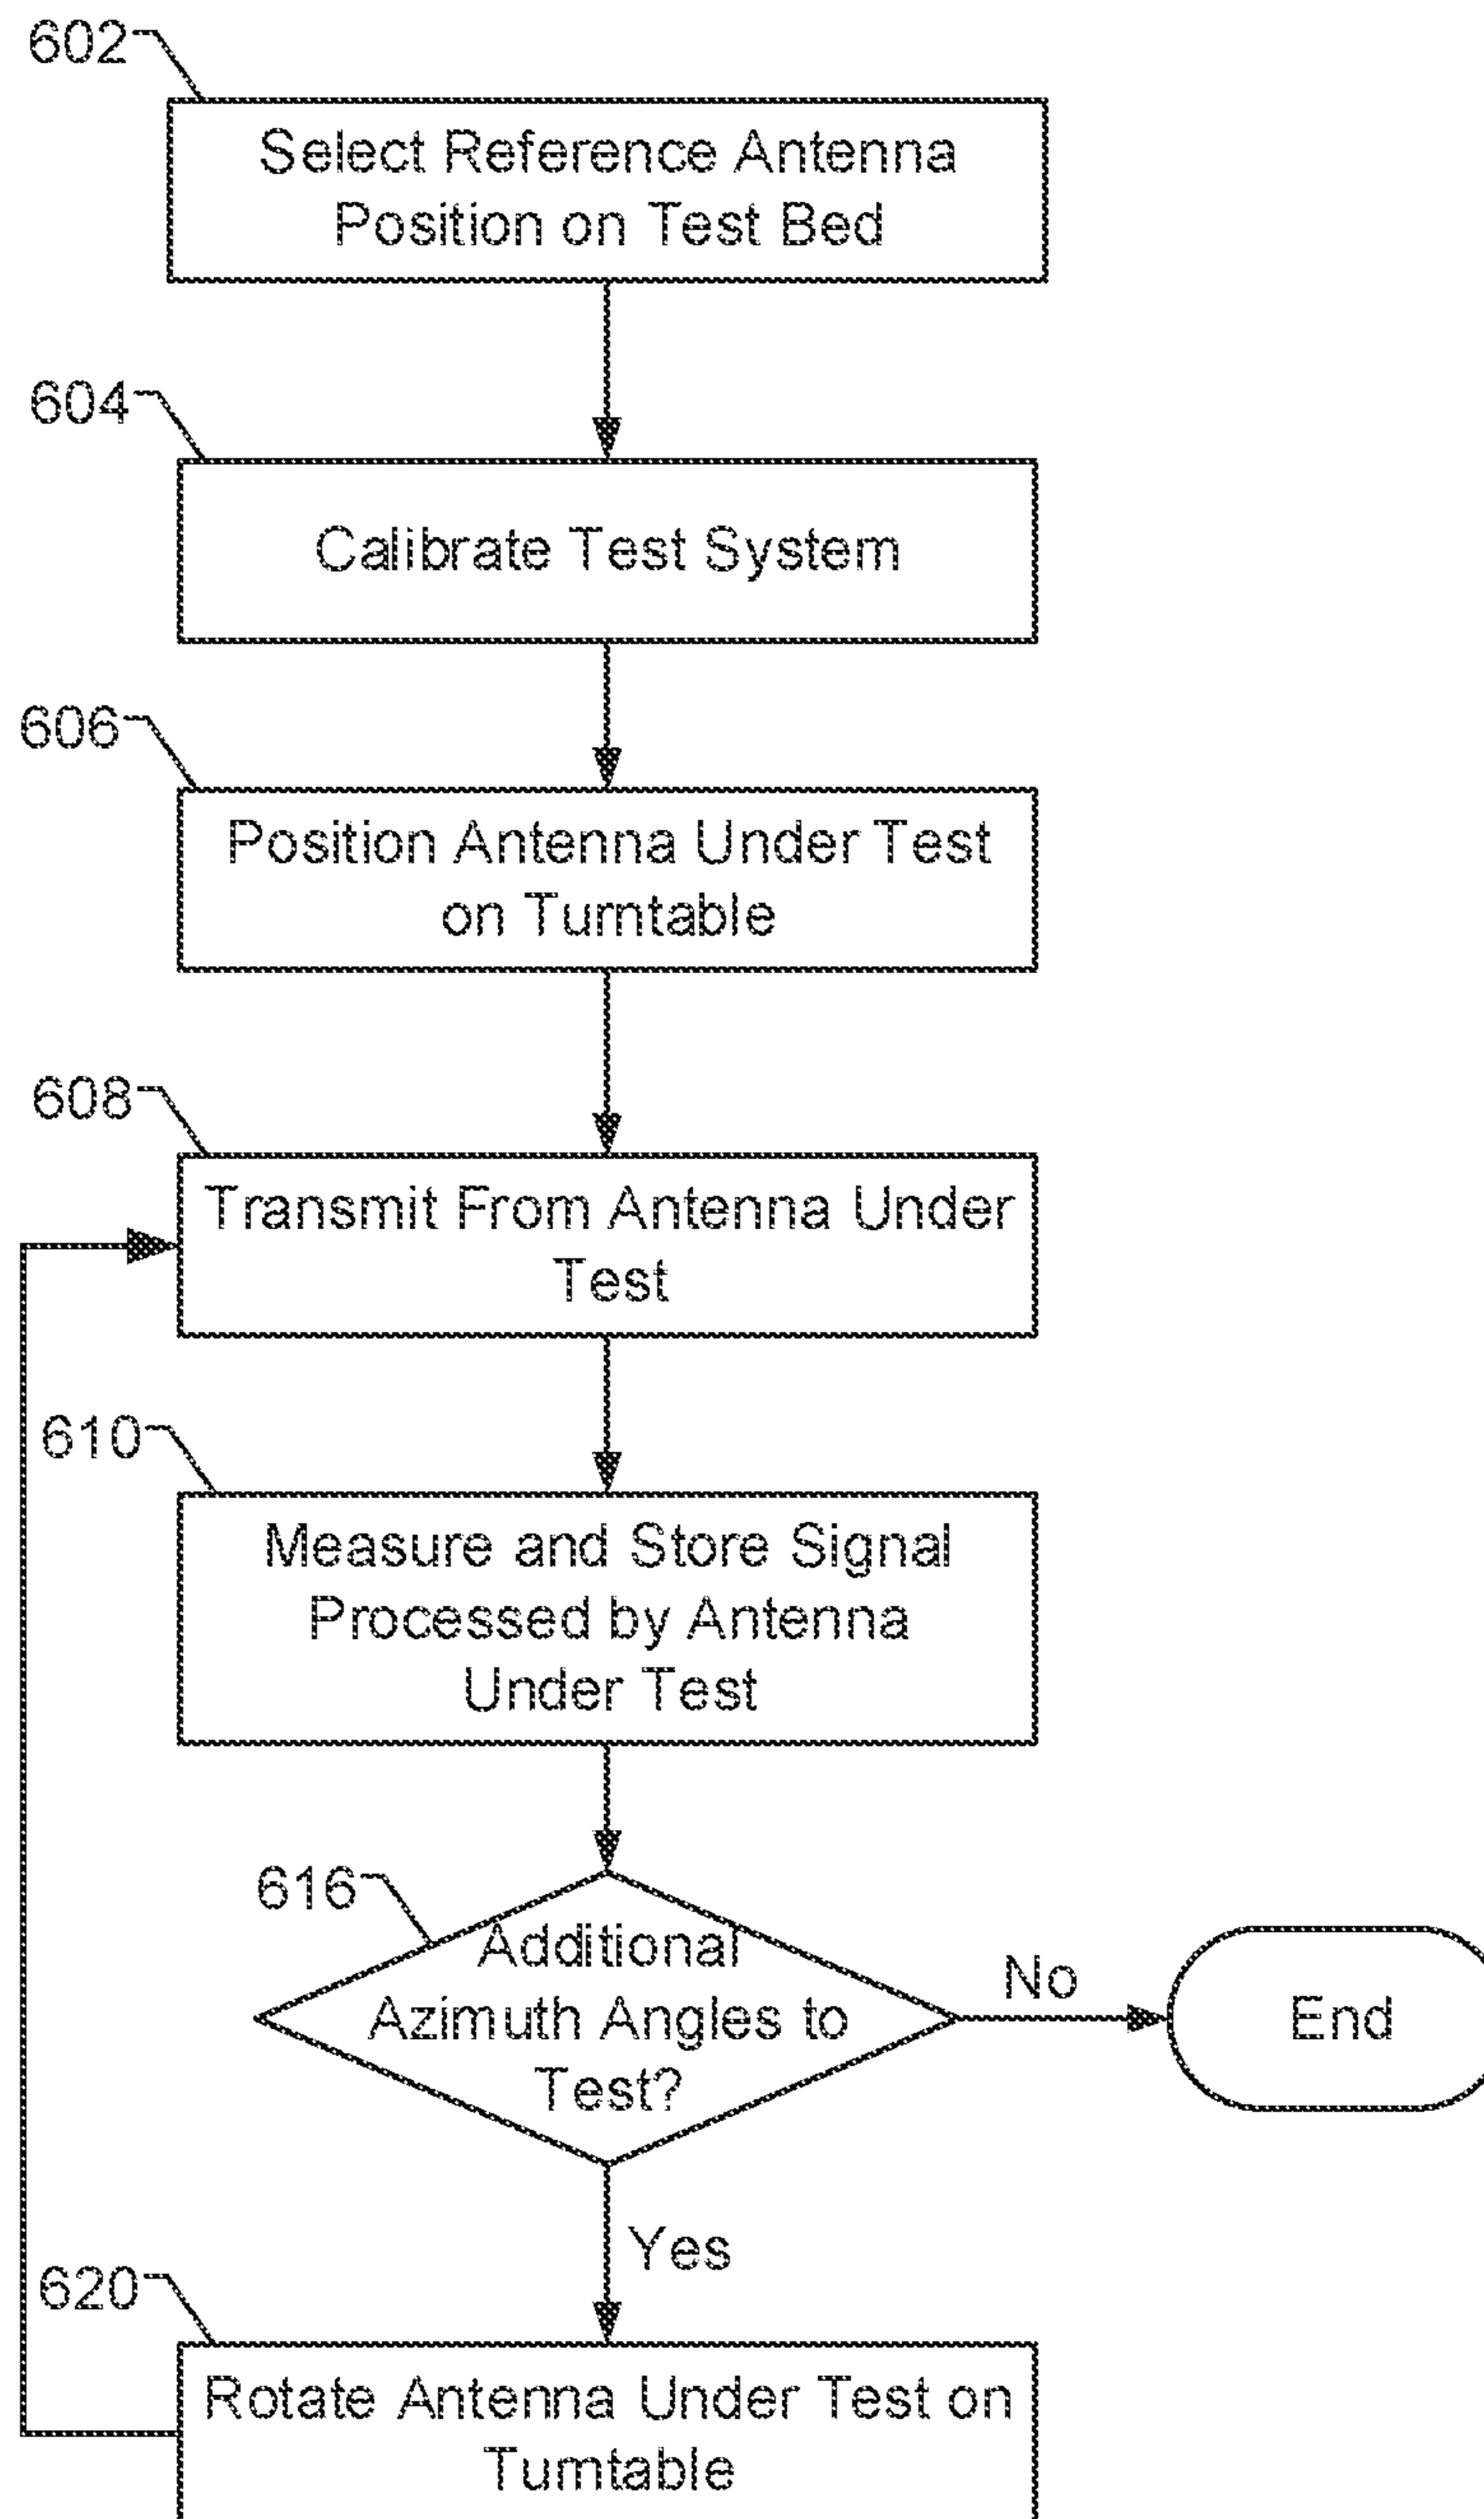 602
Select Reference Antenna
Position on Test Bed
604
Calibrate Test System
606
Position Antenna Under Test
on Turntable
608
Transmit From Antenna Under
Test
610
Measure and Store Signal
Processed by Antenna
Under Test
616
Additional
Azimuth Angles to
Test?
No
End
Yes
620
Rotate Antenna Under Test on
Turntable